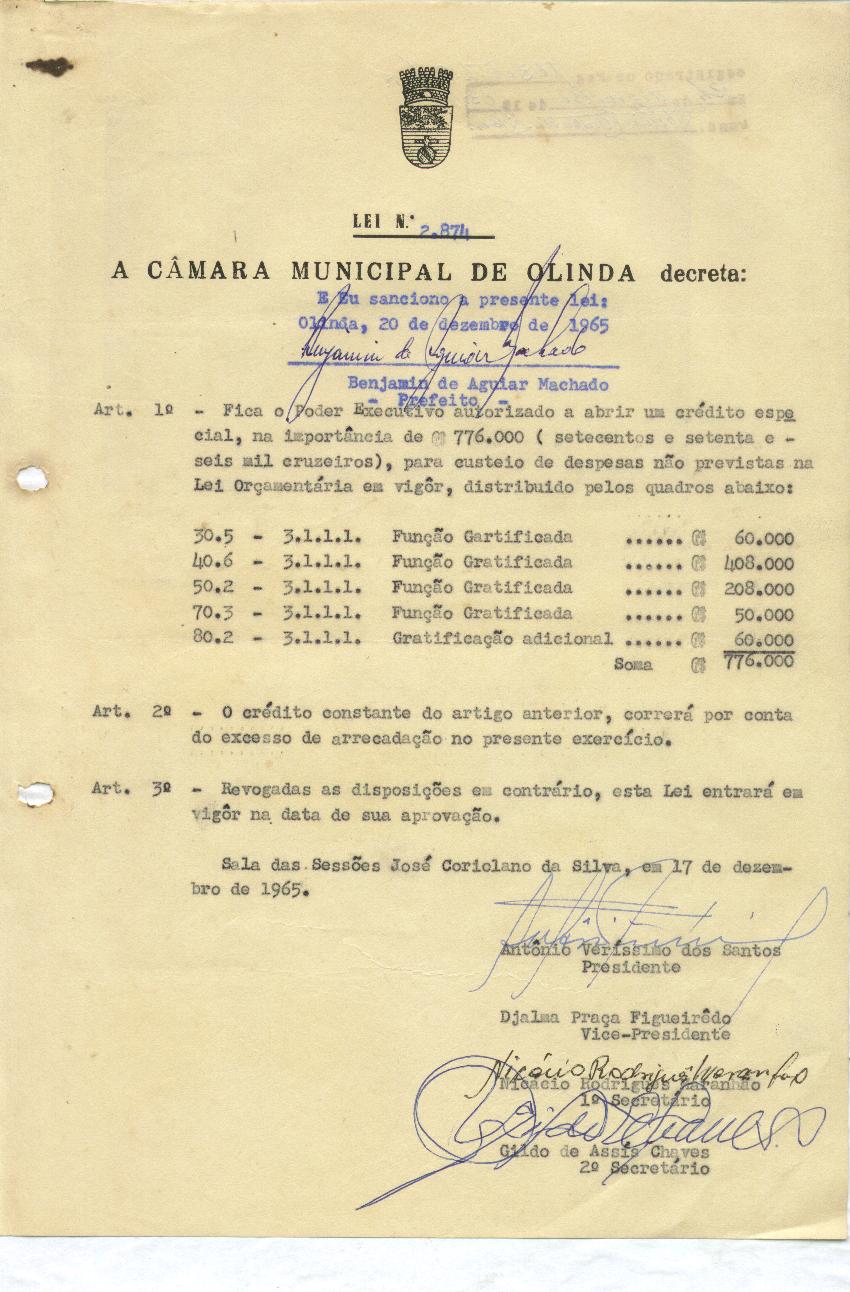 LEI N.º 2.874
A CÂMARA MUNICIPAL DE OLINDA decreta:
E Eu sanciono a presente lei:
Olinda, 20 de dezembro de 1965
Benjamin de Aguiar Machado
Benjamin de Aguiar Machado
- Prefeito -
Art. 1º - Fica o Poder Executivo autorizado a abrir um crédito espe
cial, na importância de Cr$ 776.000 ( setecentos e setenta e -
seis mil cruzeiros), para custeio de despesas não previstas na
Lei Orçamentária em vigôr, distribuido pelos quadros abaixo:
30.5 - 3.1.1.1. Função Gartificada ...... Cr$ 60.000
40.6 - 3.1.1.1. Função Gratificada ...... Cr$ 408.000
50.2 - 3.1.1.1. Função Gratificada ...... Cr$ 208.000
70.3 - 3.1.1.1. Função Gratificada ...... Cr$ 50.000
80.2 - 3.1.1.1. Gratificação adicional ...... Cr$ 60.000
Soma Cr$ 776.000
Art. 2º - O crédito constante do artigo anterior, correrá por conta
do excesso de arrecadação no presente exercício.
Art. 3º - Revogadas as disposições em contrário, esta Lei entrará em
vigôr na data de sua aprovação.
Sala das Sessões José Coriolano da Silva, em 17 de dezem-
bro de 1965.
Antônio Veríssimo dos Santos
Presidente
Djalma Praça Figueirêdo
Vice-Presidente
Nicácio Rodrigues Maranhão
Nicácio Rodrigues Maranhão
1º Secretário
Gildo de Assis Chaves
2º Secretário